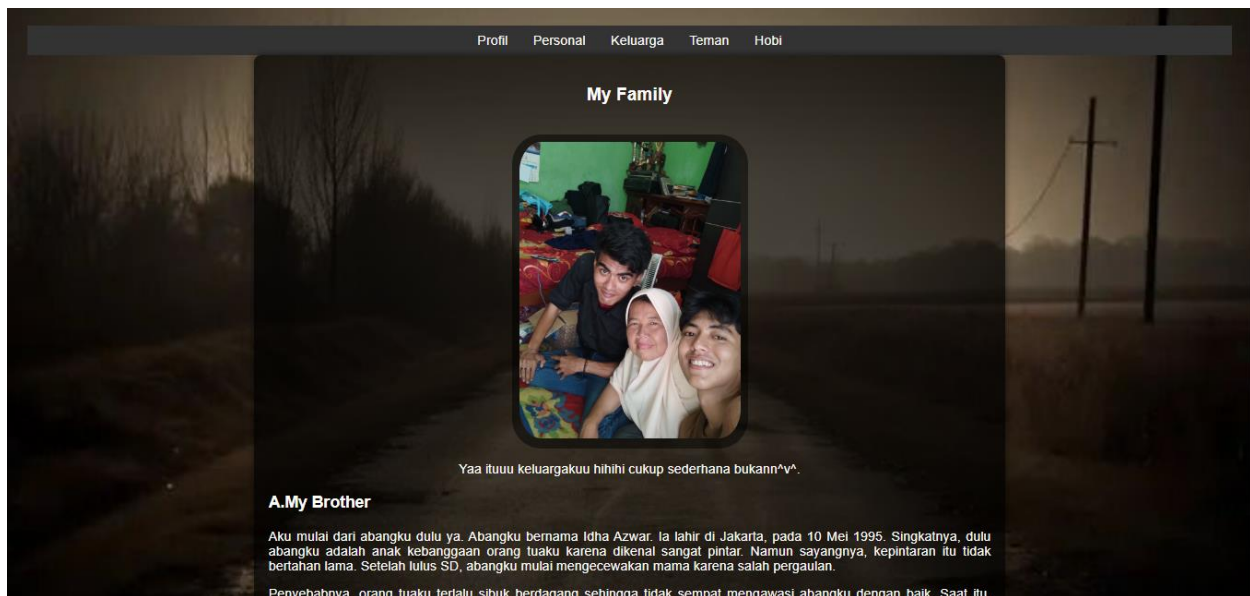 Profil Personal Keluarga Teman Hobi
My Family
Yaa ituuu keluargakuu hihihi cukup sederhana bukann^v^.
A.My Brother
Aku mulai dari abangku dulu ya. Abangku bernama Idha Azwar. Ia lahir di Jakarta, pada 10 Mei 1995. Singkatnya, dulu
abangku adalah anak kebanggaan orang tuaku karena dikenal sangat pintar. Namun sayangnya, kepintaran itu tidak
bertahan lama. Setelah lulus SD, abangku mulai mengecewakan mama karena salah pergaulan.
Penyebabnya, orang tuaku terlalu sibuk berdagang sehingga tidak sempat mengawasi abangku dengan baik. Saat itu,